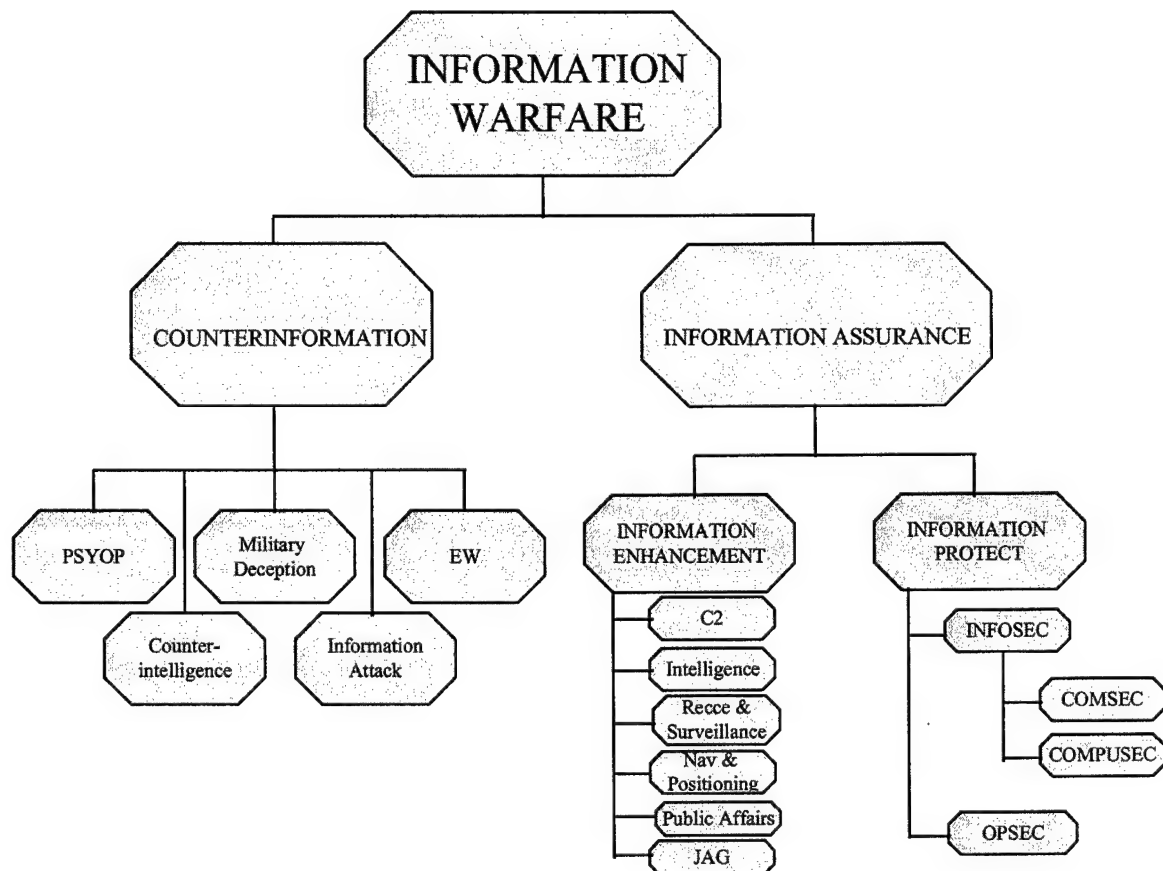 INFORMATION
WARFARE
COUNTERINFORMATION
INFORMATION ASSURANCE
PSYOP
Military
Deception
EW
Counter-
intelligence
Information
Attack
INFORMATION
ENHANCEMENT
C2
Intelligence
Recce &
Surveillance
Nav &
Positioning
Public Affairs
JAG
INFORMATION
PROTECT
INFOSEC
COMSEC
COMPUSEC
OPSEC